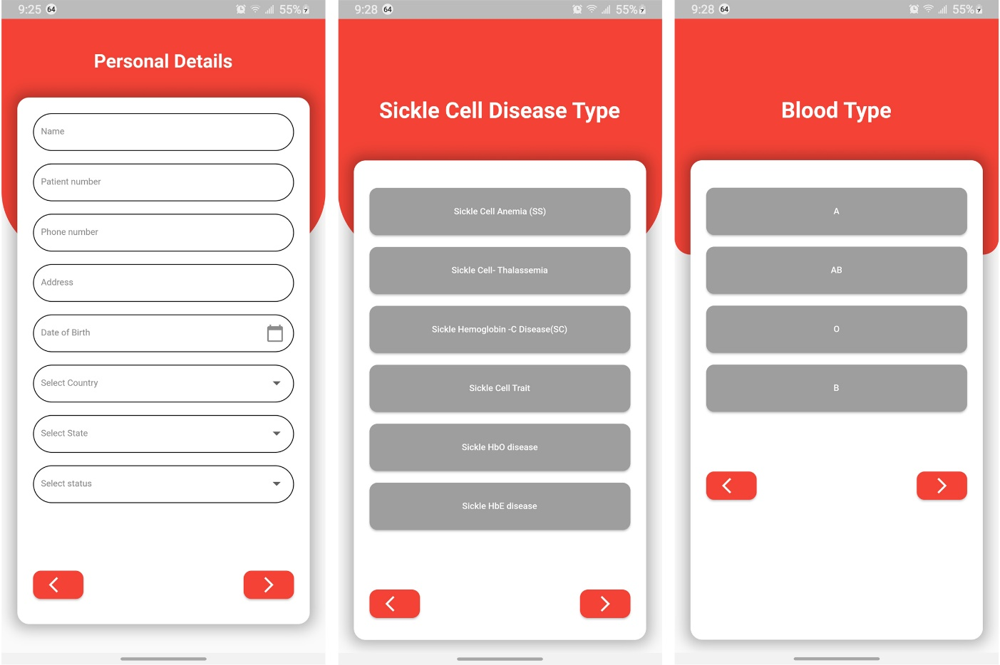 9:25 64 55%
Personal Details
Name
Patient number
Phone number
Address
Date of Birth
Select Country
Select State
Select status
9:28 64 55%
Sickle Cell Disease Type
Sickle Cell Anemia (SS)
Sickle Cell- Thalassemia
Sickle Hemoglobin -C Disease(SC)
Sickle Cell Trait
Sickle HbO disease
Sickle HbE disease
9:28 64 55%
Blood Type
A
AB
O
B